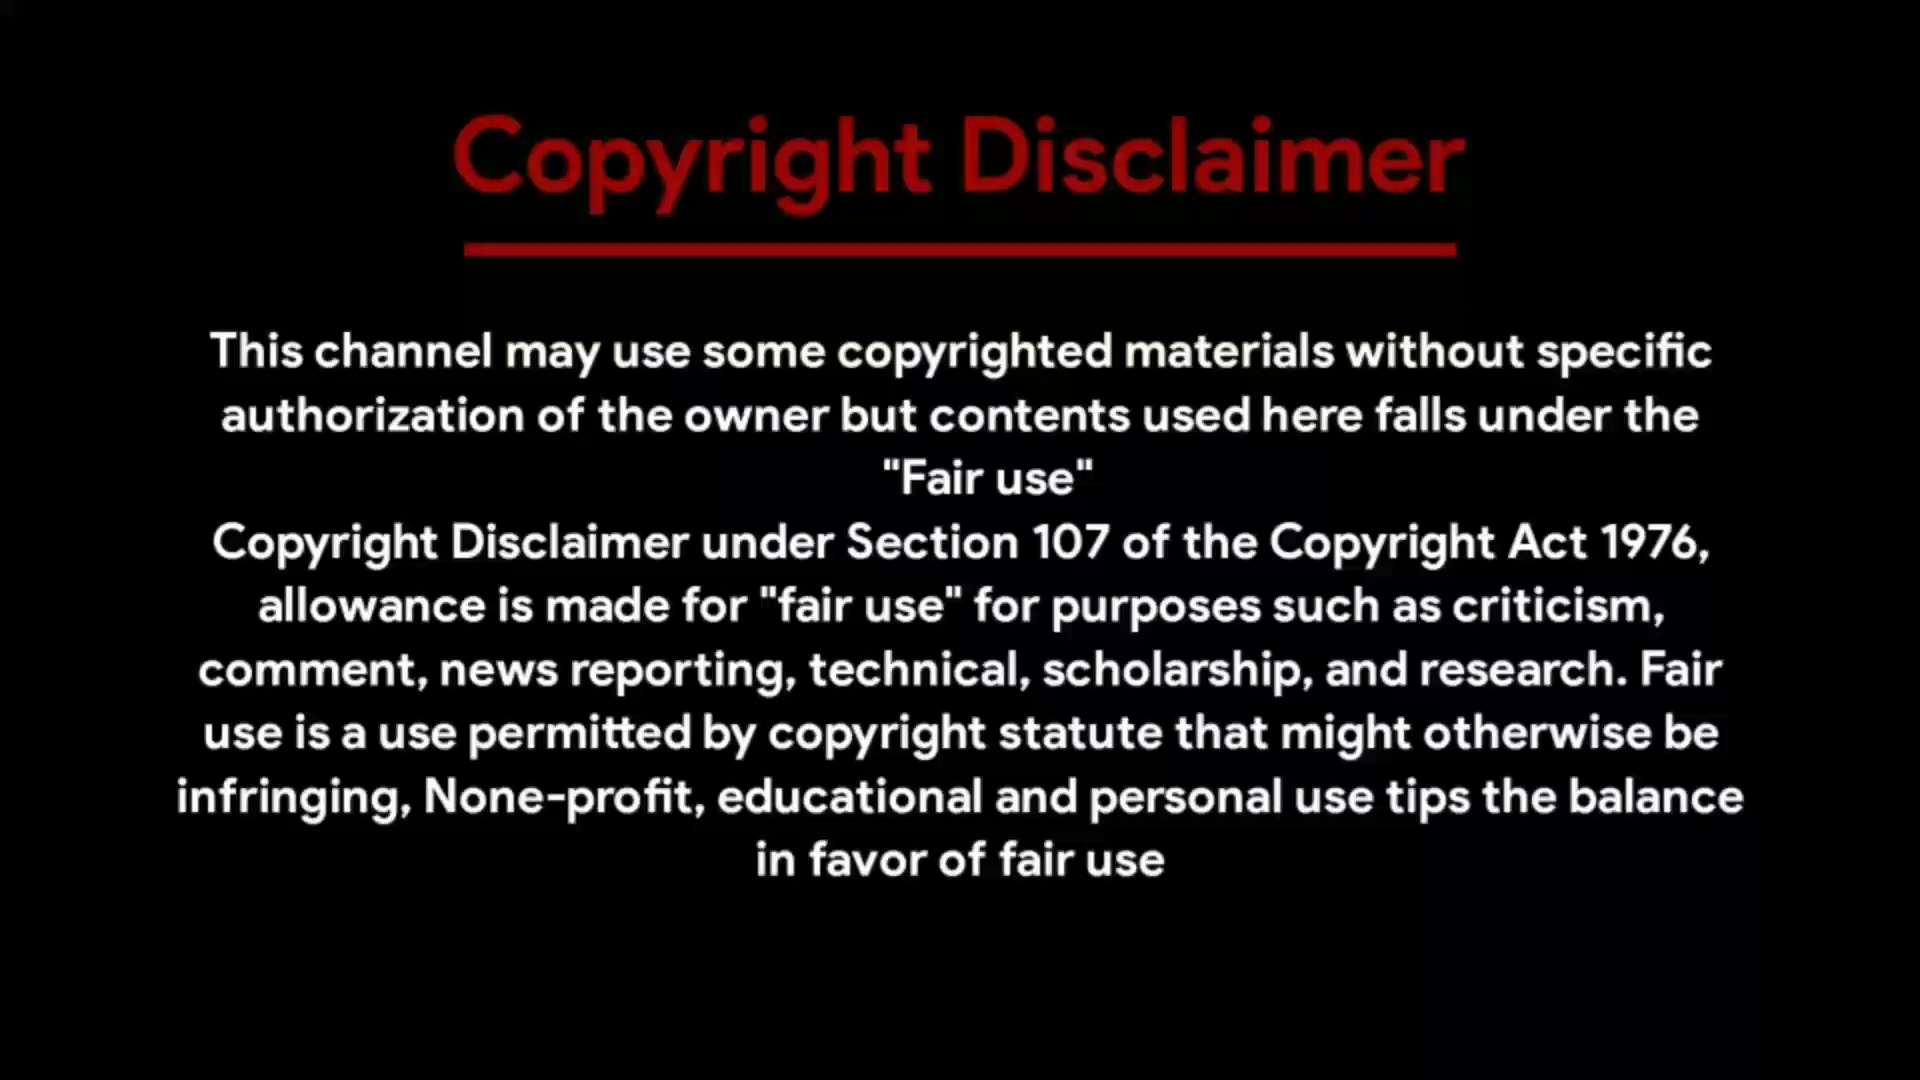 Copyright Disclaimer
This channel may use some copyrighted materials without specific
authorization of the owner but contents used here falls under the
"Fair use"
Copyright Disclaimer under Section 107 of the Copyright Act 1976,
allowance is made for "fair use" for purposes such as criticism,
comment, news reporting, technical, scholarship, and research. Fair
use is a use permitted by copyright statute that might otherwise be
infringing, None-profit, educational and personal use tips the balance
in favor of fair use